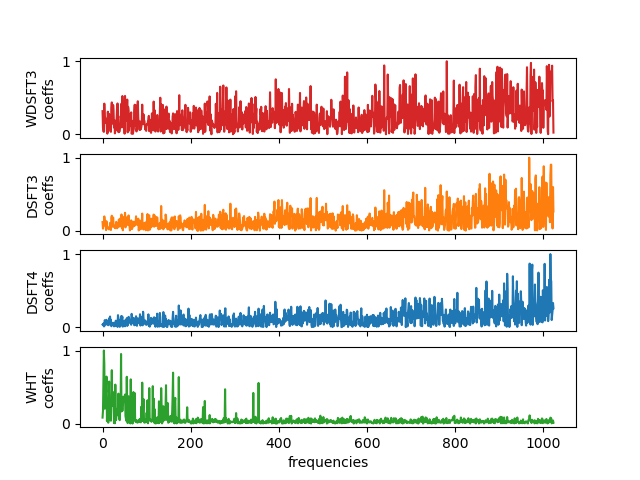 WDSFT3
coeffs
1
0
DSFT3
coeffs
1
0
DSFT4
coeffs
1
0
WHT
coeffs
1
0
0 200 400 600 800 1000
frequencies